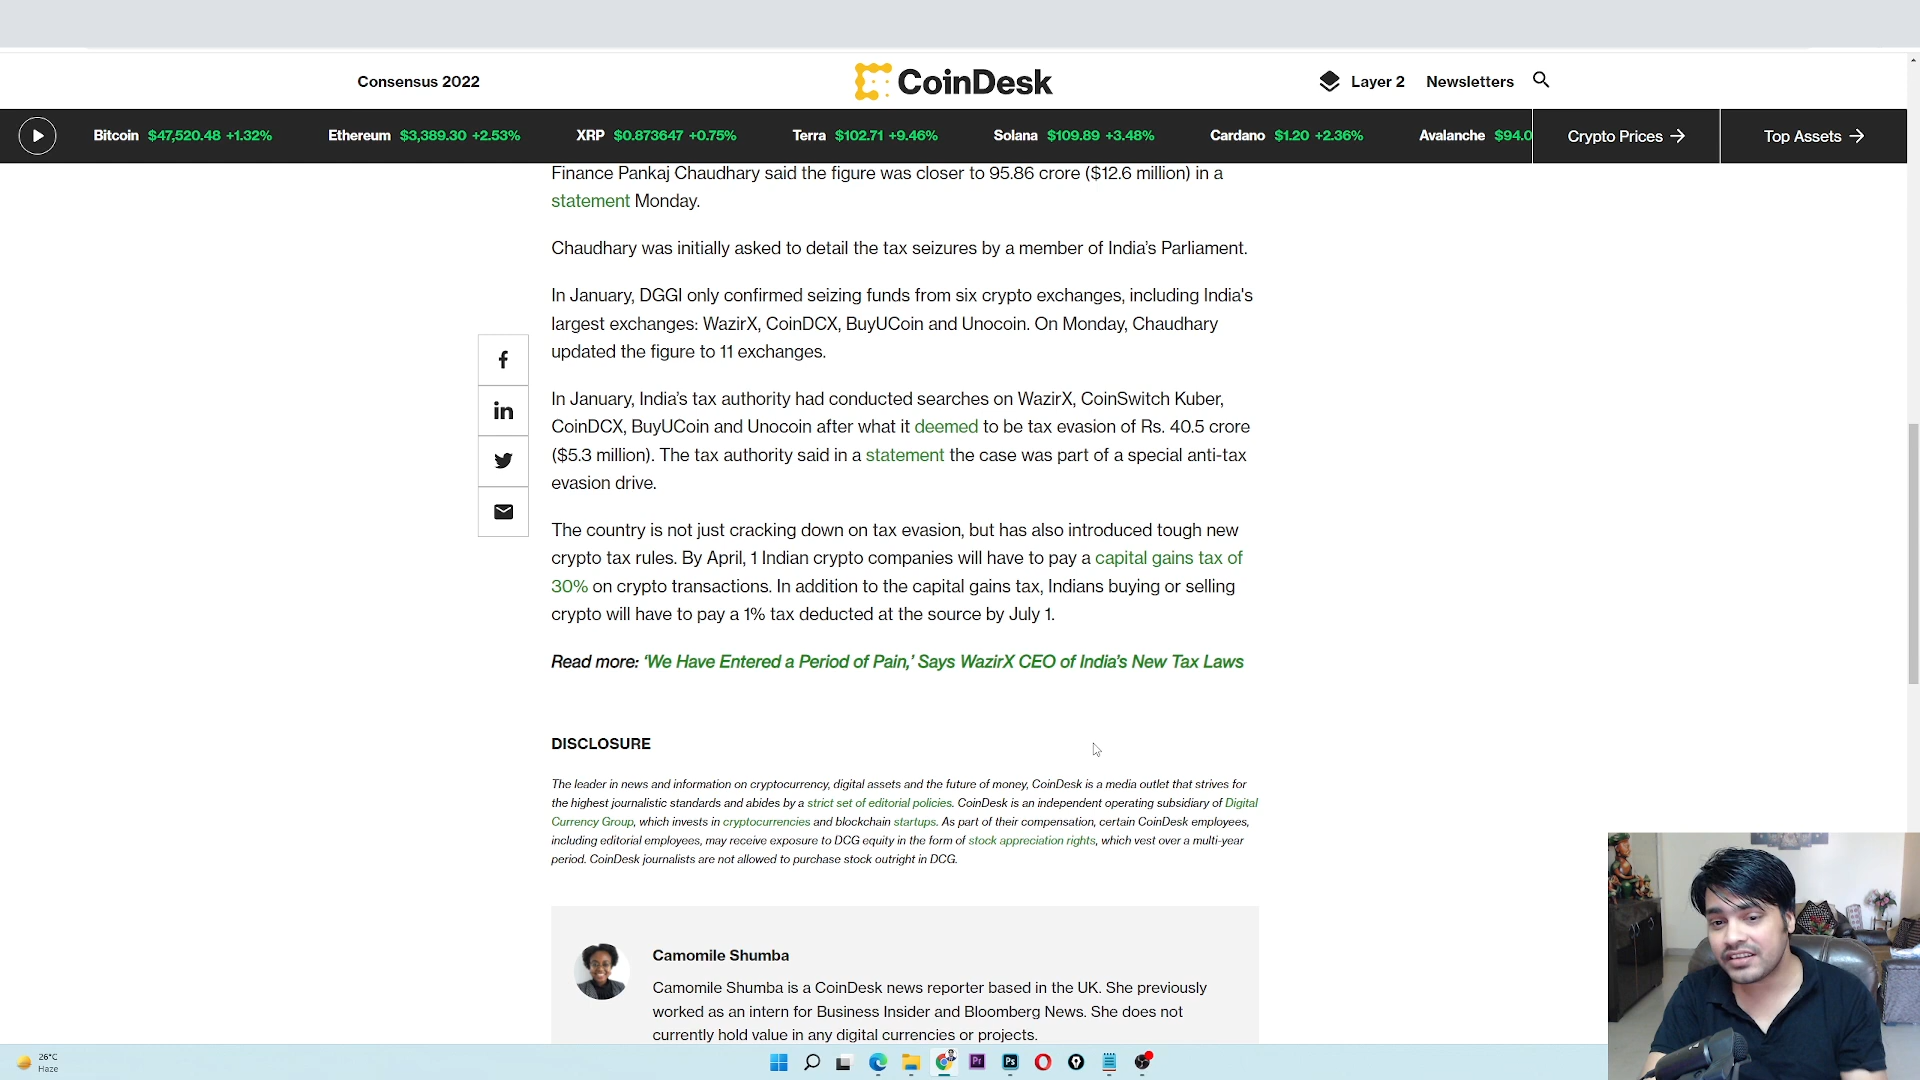 Consensus 2022
CoinDesk
Layer 2
Newsletters
Bitcoin $47,520.48 +1.32%
Ethereum $3,389.30 +2.53%
XRP $0.873647 +0.75%
Terra $102.71 +9.46%
Solana $109.89 +3.48%
Cardano $1.20 +2.36%
Avalanche $94.0
Crypto Prices →
Top Assets →
Finance Pankaj Chaudhary said the figure was closer to 95.86 crore ($12.6 million) in a
statement Monday.
Chaudhary was initially asked to detail the tax seizures by a member of India’s Parliament.
In January, DGGI only confirmed seizing funds from six crypto exchanges, including India's
largest exchanges: WazirX, CoinDCX, BuyUCoin and Unocoin. On Monday, Chaudhary
updated the figure to 11 exchanges.
In January, India’s tax authority had conducted searches on WazirX, CoinSwitch Kuber,
CoinDCX, BuyUCoin and Unocoin after what it deemed to be tax evasion of Rs. 40.5 crore
($5.3 million). The tax authority said in a statement the case was part of a special anti-tax
evasion drive.
The country is not just cracking down on tax evasion, but has also introduced tough new
crypto tax rules. By April, 1 Indian crypto companies will have to pay a capital gains tax of
30% on crypto transactions. In addition to the capital gains tax, Indians buying or selling
crypto will have to pay a 1% tax deducted at the source by July 1.
Read more: ‘We Have Entered a Period of Pain,’ Says WazirX CEO of India’s New Tax Laws
DISCLOSURE
The leader in news and information on cryptocurrency, digital assets and the future of money, CoinDesk is a media outlet that strives for
the highest journalistic standards and abides by a strict set of editorial policies. CoinDesk is an independent operating subsidiary of Digital
Currency Group, which invests in cryptocurrencies and blockchain startups. As part of their compensation, certain CoinDesk employees,
including editorial employees, may receive exposure to DCG equity in the form of stock appreciation rights, which vest over a multi-year
period. CoinDesk journalists are not allowed to purchase stock outright in DCG.
Camomile Shumba
Camomile Shumba is a CoinDesk news reporter based in the UK. She previously
worked as an intern for Business Insider and Bloomberg News. She does not
currently hold value in any digital currencies or projects.
26°C
Haze
Pr
Ps